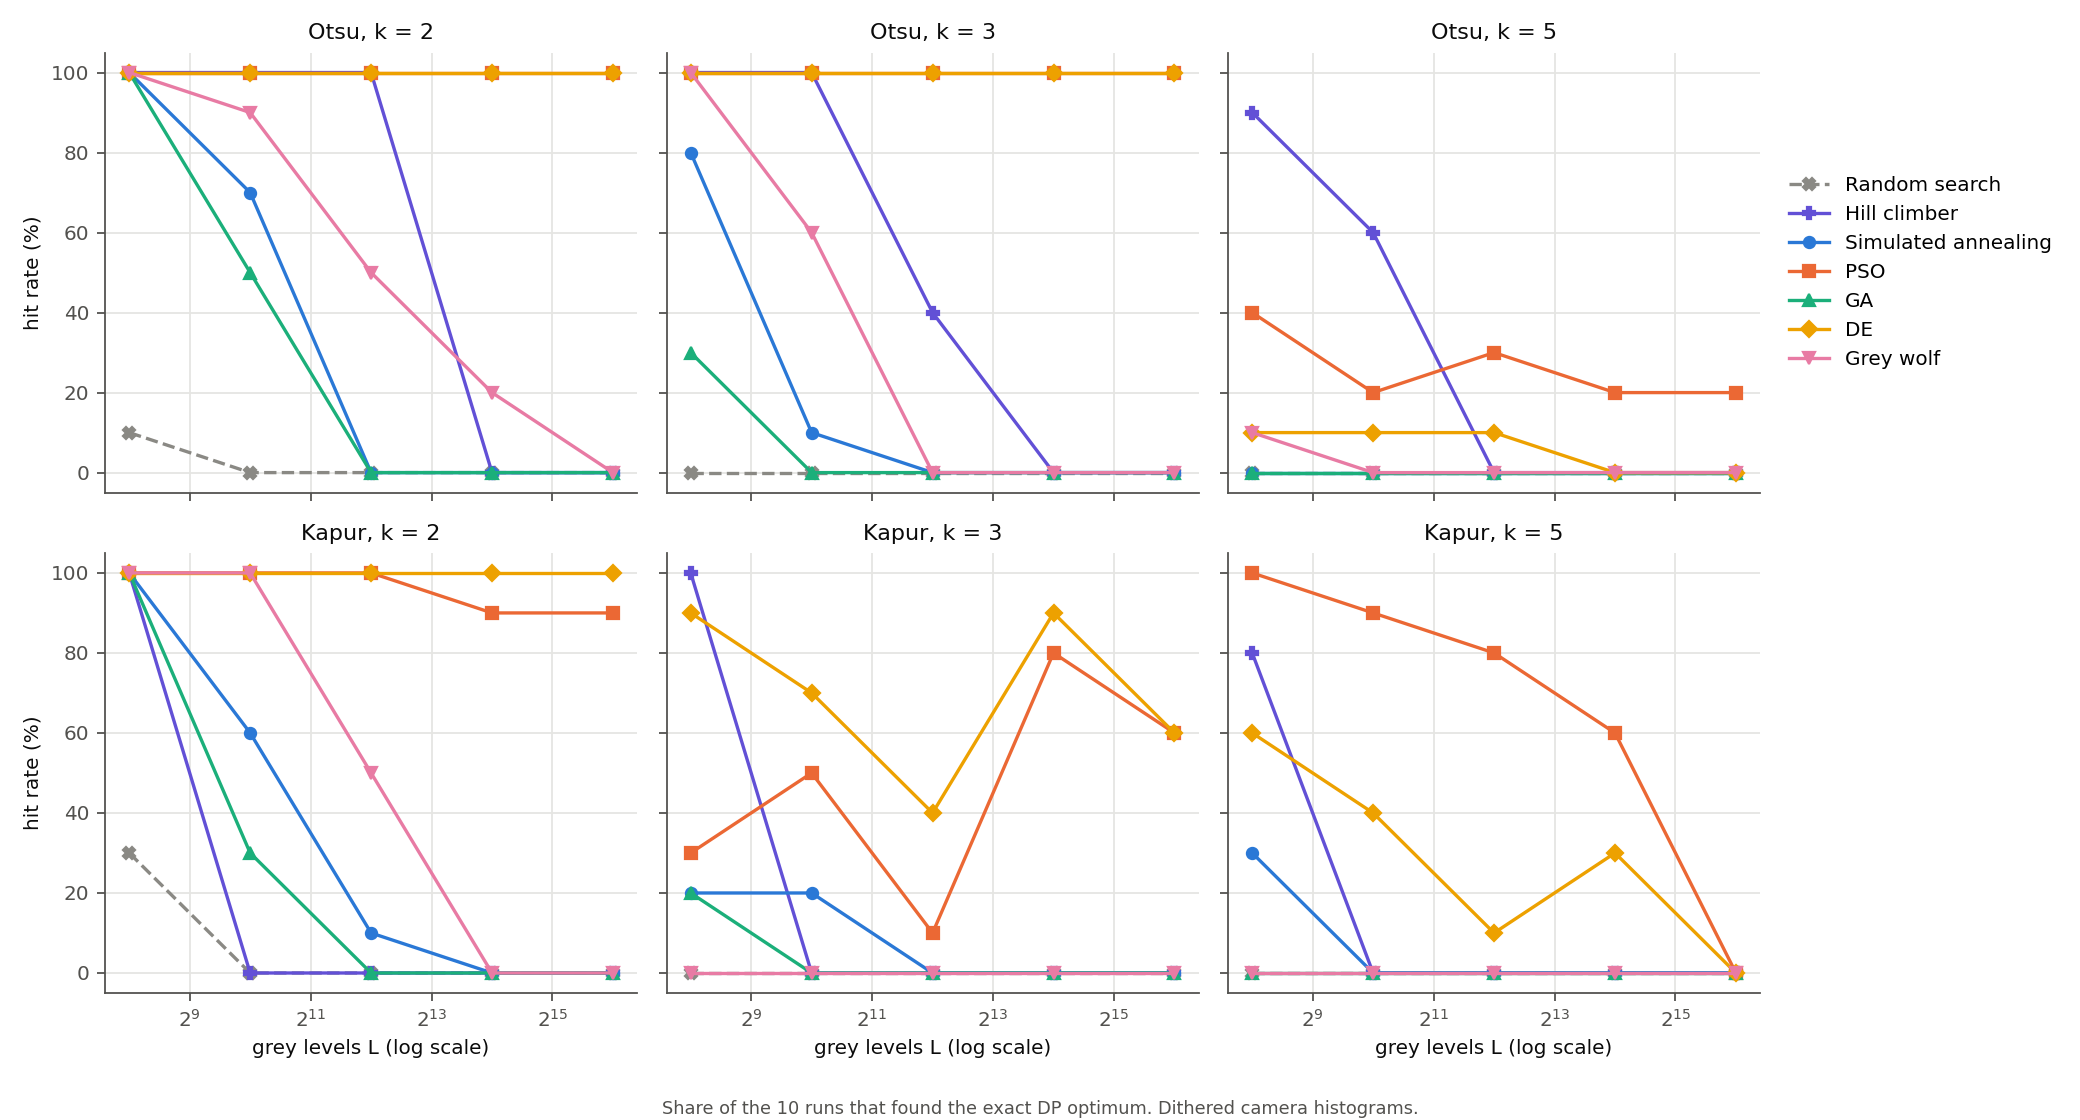 Otsu, k = 2
Otsu, k = 3
Otsu, k = 5
hit rate (%)
100
80
60
40
20
0
Random search
Hill climber
Simulated annealing
PSO
GA
DE
Grey wolf
Kapur, k = 2
Kapur, k = 3
Kapur, k = 5
hit rate (%)
100
80
60
40
20
0
2⁹ 2¹¹ 2¹³ 2¹⁵
2⁹ 2¹¹ 2¹³ 2¹⁵
2⁹ 2¹¹ 2¹³ 2¹⁵
grey levels L (log scale)
grey levels L (log scale)
grey levels L (log scale)
Share of the 10 runs that found the exact DP optimum. Dithered camera histograms.